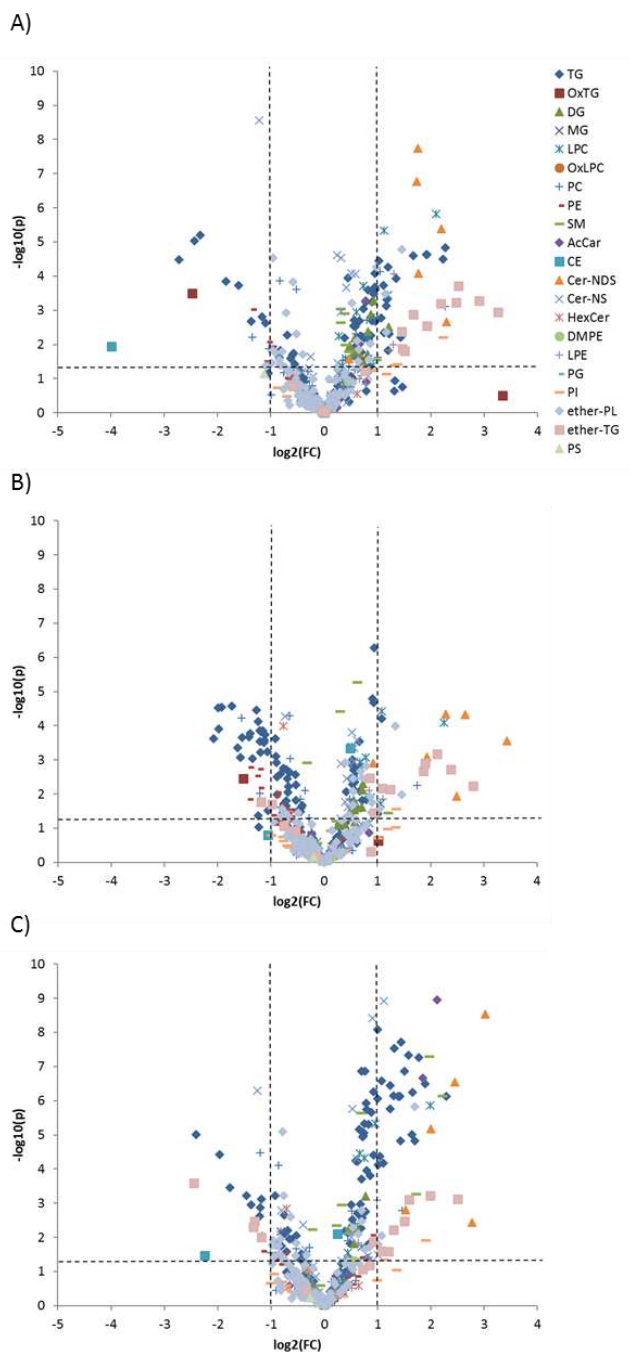 A)
10
9
8
7
6
5
4
3
2
1
0
-log10(p)
-5 -4 -3 -2 -1 0 1 2 3 4
log2(FC)
TG
OxTG
DG
MG
LPC
OxLPC
PC
PE
SM
AcCar
CE
Cer-NDS
Cer-NS
HexCer
DMPE
LPE
PG
PI
ether-PL
ether-TG
PS
B)
10
9
8
7
6
5
4
3
2
1
0
-log10(p)
-5 -4 -3 -2 -1 0 1 2 3 4
log2(FC)
C)
10
9
8
7
6
5
4
3
2
1
0
-log10(p)
-5 -4 -3 -2 -1 0 1 2 3 4
log2(FC)